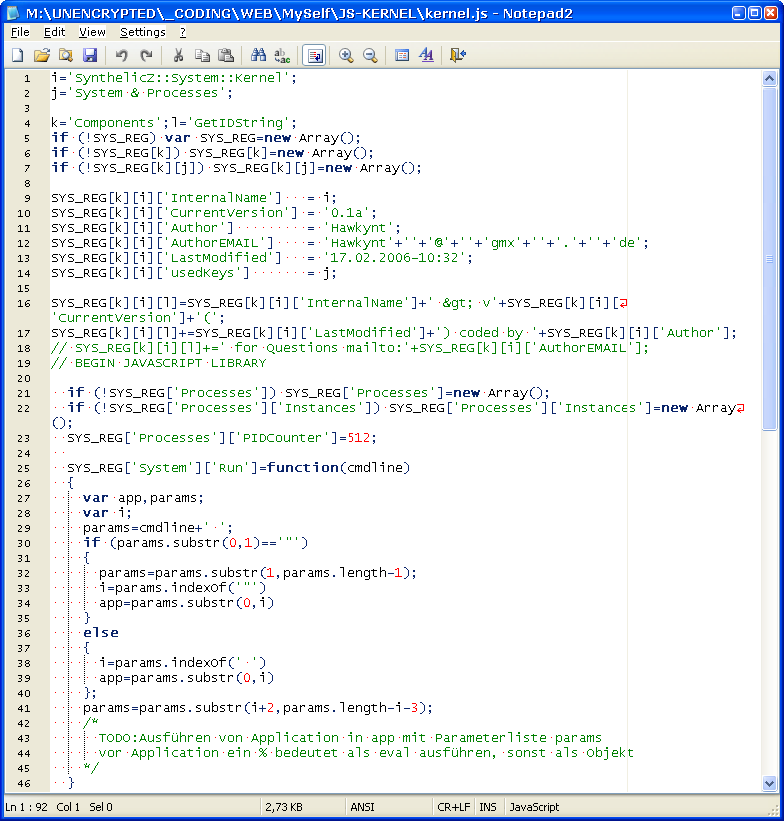 M:\UNENCRYPTED\_CODING\WEB\MySelf\JS-KERNEL\kernel.js - Notepad2
File Edit View Settings ?
1 i='SynthelicZ::System::Kernel';
2 j='System & Processes';
3
4 k='Components';l='GetIDString';
5 if (!SYS_REG) var SYS_REG=new Array();
6 if (!SYS_REG[k]) SYS_REG[k]=new Array();
7 if (!SYS_REG[k][j]) SYS_REG[k][j]=new Array();
8
9 SYS_REG[k][i]['InternalName'] = i;
10 SYS_REG[k][i]['CurrentVersion'] = '0.1a';
11 SYS_REG[k][i]['Author'] = 'Hawkynt';
12 SYS_REG[k][i]['AuthorEMAIL'] = 'Hawkynt'+''+'@'+''+'gmx'+''+'.'+''+'de';
13 SYS_REG[k][i]['LastModified'] = '17.02.2006-10:32';
14 SYS_REG[k][i]['usedKeys'] = j;
15
16 SYS_REG[k][i][l]=SYS_REG[k][i]['InternalName']+' &gt; v'+SYS_REG[k][i][
'CurrentVersion']+'(';
17 SYS_REG[k][i][l]+=SYS_REG[k][i]['LastModified']+') coded by '+SYS_REG[k][i]['Author'];
18 // SYS_REG[k][i][l]+=' for Questions mailto:'+SYS_REG[k][i]['AuthorEMAIL'];
19 // BEGIN JAVASCRIPT LIBRARY
20
21 if (!SYS_REG['Processes']) SYS_REG['Processes']=new Array();
22 if (!SYS_REG['Processes']['Instances']) SYS_REG['Processes']['Instances']=new Array
();
23 SYS_REG['Processes']['PIDCounter']=512;
24
25 SYS_REG['System']['Run']=function(cmdline)
26 {
27 var app,params;
28 var i;
29 params=cmdline+' ';
30 if (params.substr(0,1)=='"')
31 {
32 params=params.substr(1,params.length-1);
33 i=params.indexOf('"')
34 app=params.substr(0,i)
35 }
36 else
37 {
38 i=params.indexOf(' ')
39 app=params.substr(0,i)
40 };
41 params=params.substr(i+2,params.length-i-3);
42 /*
43 TODO:Ausführen von Application in app mit Parameterliste params
44 vor Application ein % bedeutet als eval ausführen, sonst als Objekt
45 */
46 }
Ln 1 : 92 Col 1 Sel 0 2,73 KB ANSI CR+LF INS JavaScript